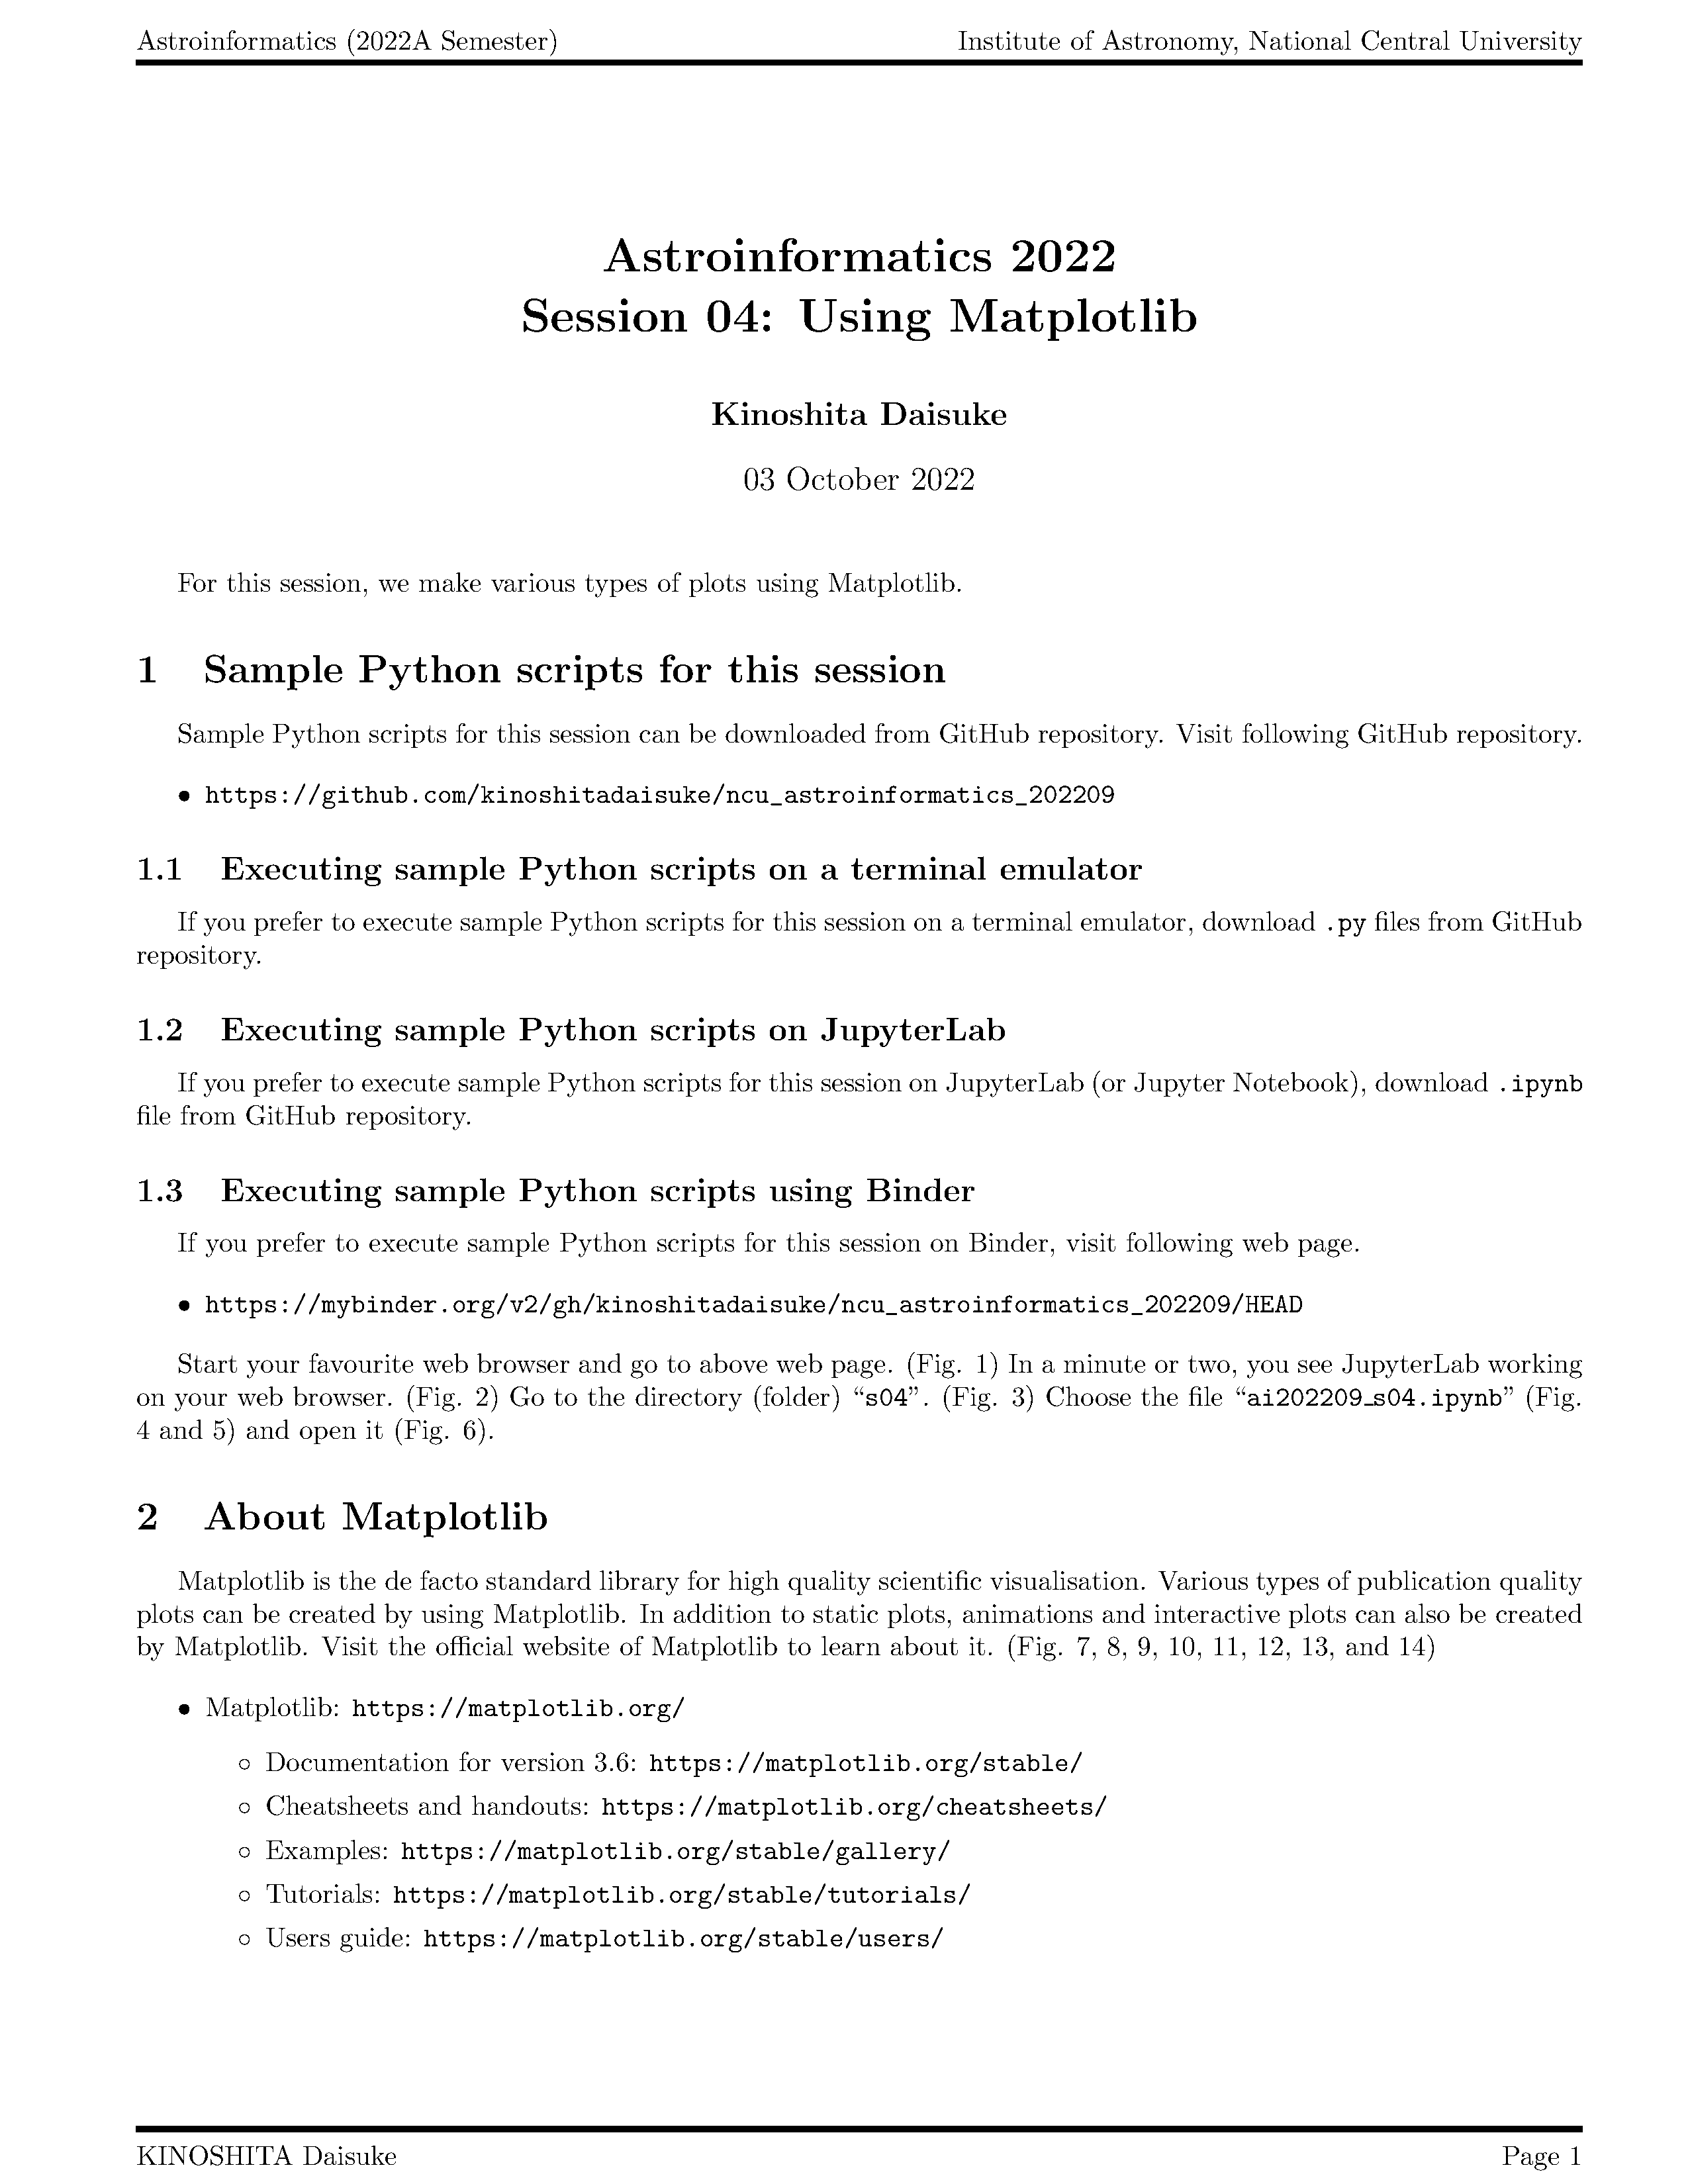 Astroinformatics (2022A Semester) Institute of Astronomy, National Central University
Astroinformatics 2022
Session 04: Using Matplotlib
Kinoshita Daisuke
03 October 2022
For this session, we make various types of plots using Matplotlib.
1 Sample Python scripts for this session
Sample Python scripts for this session can be downloaded from GitHub repository. Visit following GitHub repository.
• https://github.com/kinoshitadaisuke/ncu_astroinformatics_202209
1.1 Executing sample Python scripts on a terminal emulator
If you prefer to execute sample Python scripts for this session on a terminal emulator, download .py files from GitHub
repository.
1.2 Executing sample Python scripts on JupyterLab
If you prefer to execute sample Python scripts for this session on JupyterLab (or Jupyter Notebook), download .ipynb
file from GitHub repository.
1.3 Executing sample Python scripts using Binder
If you prefer to execute sample Python scripts for this session on Binder, visit following web page.
• https://mybinder.org/v2/gh/kinoshitadaisuke/ncu_astroinformatics_202209/HEAD
Start your favourite web browser and go to above web page. (Fig. 1) In a minute or two, you see JupyterLab working
on your web browser. (Fig. 2) Go to the directory (folder) “s04”. (Fig. 3) Choose the file “ai202209_s04.ipynb” (Fig.
4 and 5) and open it (Fig. 6).
2 About Matplotlib
Matplotlib is the de facto standard library for high quality scientific visualisation. Various types of publication quality
plots can be created by using Matplotlib. In addition to static plots, animations and interactive plots can also be created
by Matplotlib. Visit the official website of Matplotlib to learn about it. (Fig. 7, 8, 9, 10, 11, 12, 13, and 14)
• Matplotlib: https://matplotlib.org/
◦ Documentation for version 3.6: https://matplotlib.org/stable/
◦ Cheatsheets and handouts: https://matplotlib.org/cheatsheets/
◦ Examples: https://matplotlib.org/stable/gallery/
◦ Tutorials: https://matplotlib.org/stable/tutorials/
◦ Users guide: https://matplotlib.org/stable/users/
KINOSHITA Daisuke Page 1